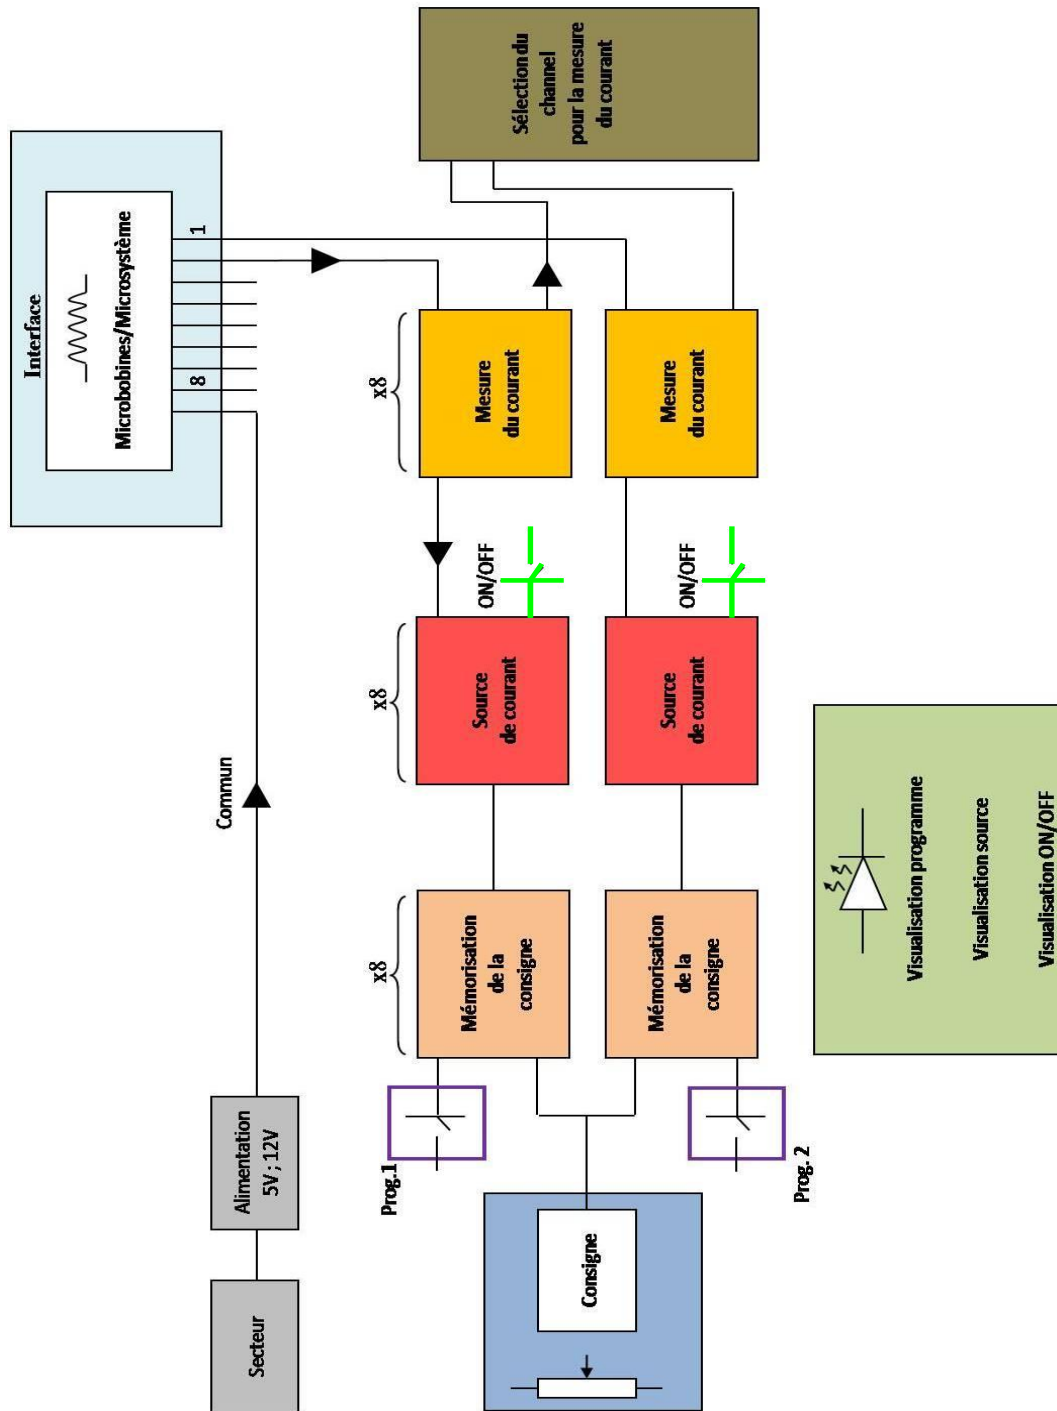 Secteur
Alimentation
5V ; 12V
Commun
Interface
Microbobines/Microsystème
8
1
Consigne
Prog.1
Prog. 2
x8
Mémorisation
de la
consigne
Mémorisation
de la
consigne
x8
Source
de courant
Source
de courant
ON/OFF
ON/OFF
x8
Mesure
du courant
Mesure
du courant
Sélection du
channel
pour la mesure
du courant
Visualisation programme
Visualisation source
Visualisation ON/OFF